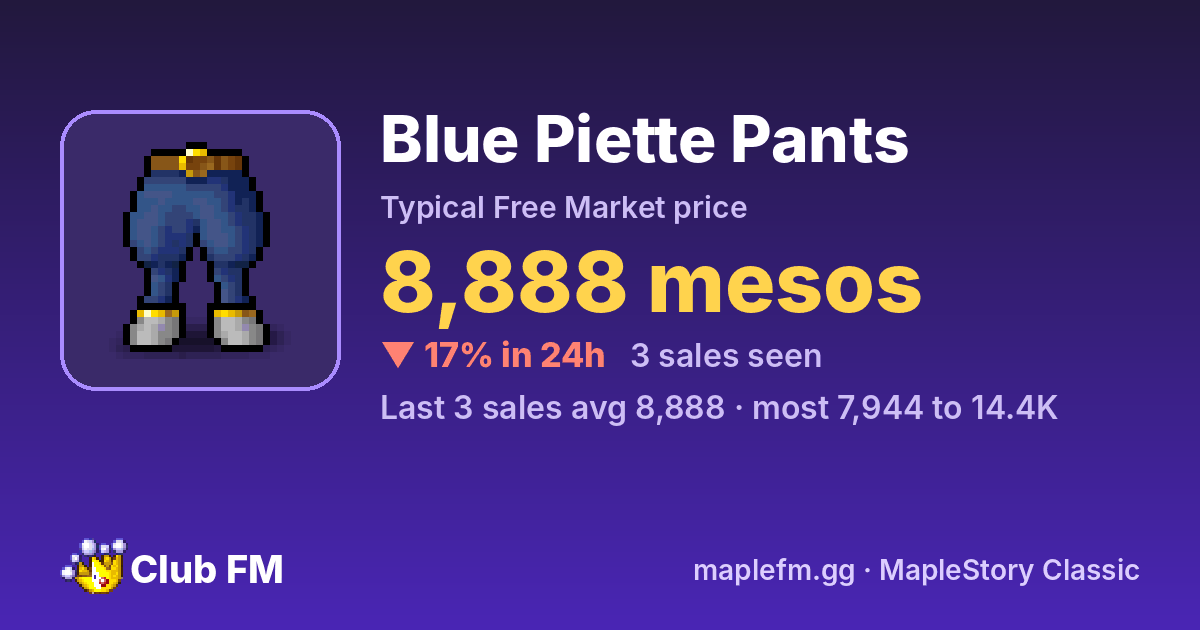 Blue Piette Pants
Typical Free Market price
8,888 mesos
▼ 17% in 24h 3 sales seen
Last 3 sales avg 8,888 · most 7,944 to 14.4K
Club FM
maplefm.gg · MapleStory Classic